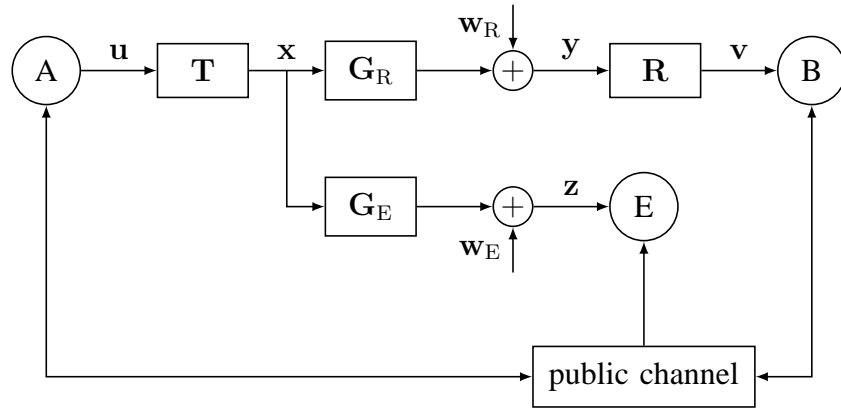 w_R
A u T x G_R + y R v B
G_E + z E
w_E
public channel